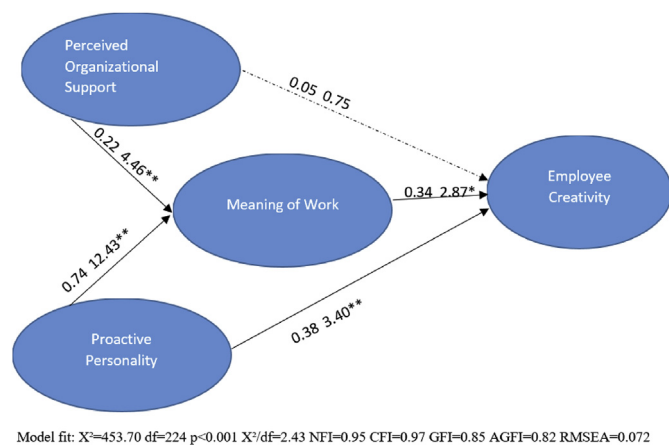 Perceived
Organizational
Support
0.05 0.75
0.22 4.46**
Meaning of Work
0.34 2.87*
Employee
Creativity
0.74 12.43**
Proactive
Personality
0.38 3.40**
Model fit: X²=453.70 df=224 p<0.001 X²/df=2.43 NFI=0.95 CFI=0.97 GFI=0.85 AGFI=0.82 RMSEA=0.072